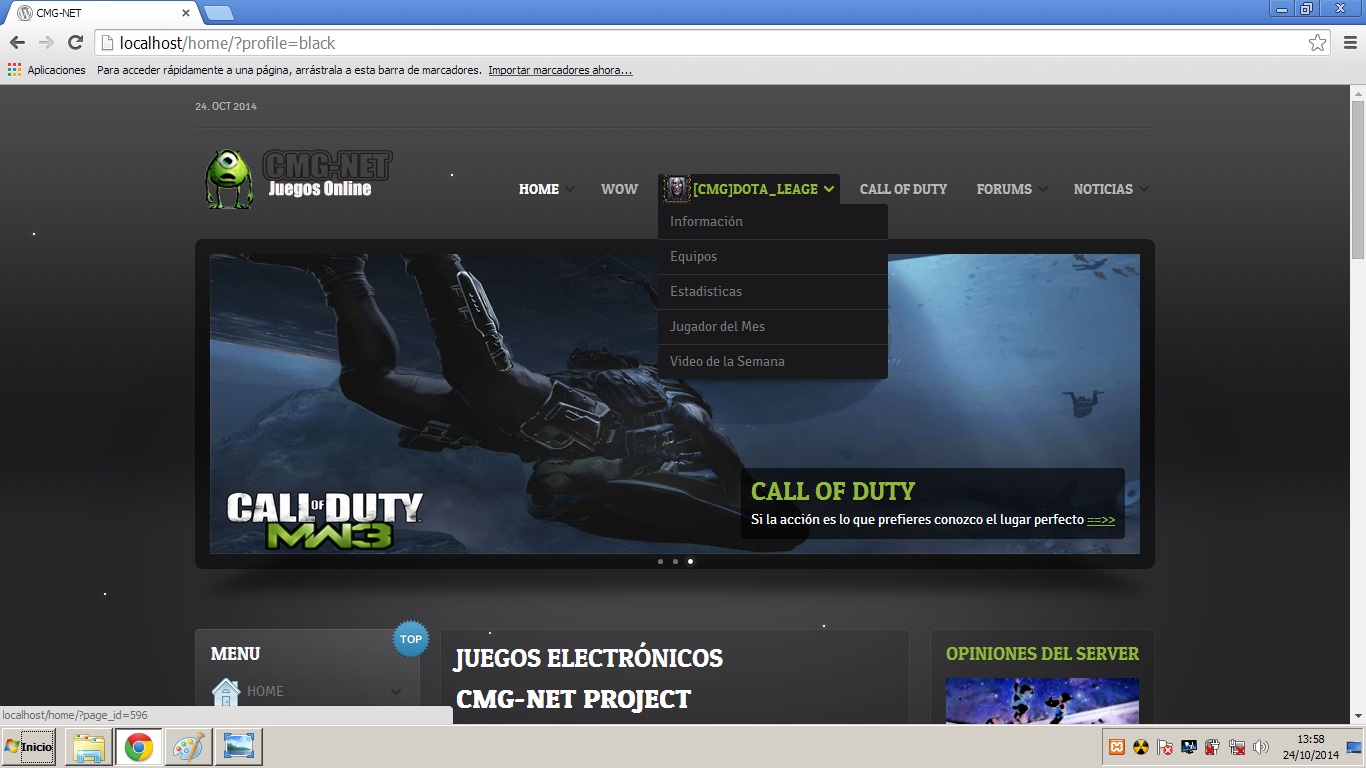 CMG-NET
localhost/home/?profile=black
Aplicaciones Para acceder rápidamente a una página, arrástrala a esta barra de marcadores. Importar marcadores ahora...
24. OCT 2014
CMG-NET
Juegos Online
HOME WOW [CMG]DOTA_LEAGE CALL OF DUTY FORUMS NOTICIAS
Información
Equipos
Estadisticas
Jugador del Mes
Video de la Semana
CALL OF DUTY
MW3
CALL OF DUTY
Si la acción es lo que prefieres conozco el lugar perfecto ==>>
TOP
MENU
HOME
JUEGOS ELECTRÓNICOS
CMG-NET PROJECT
OPINIONES DEL SERVER
localhost/home/?page_id=596
Inicio
13:58
24/10/2014